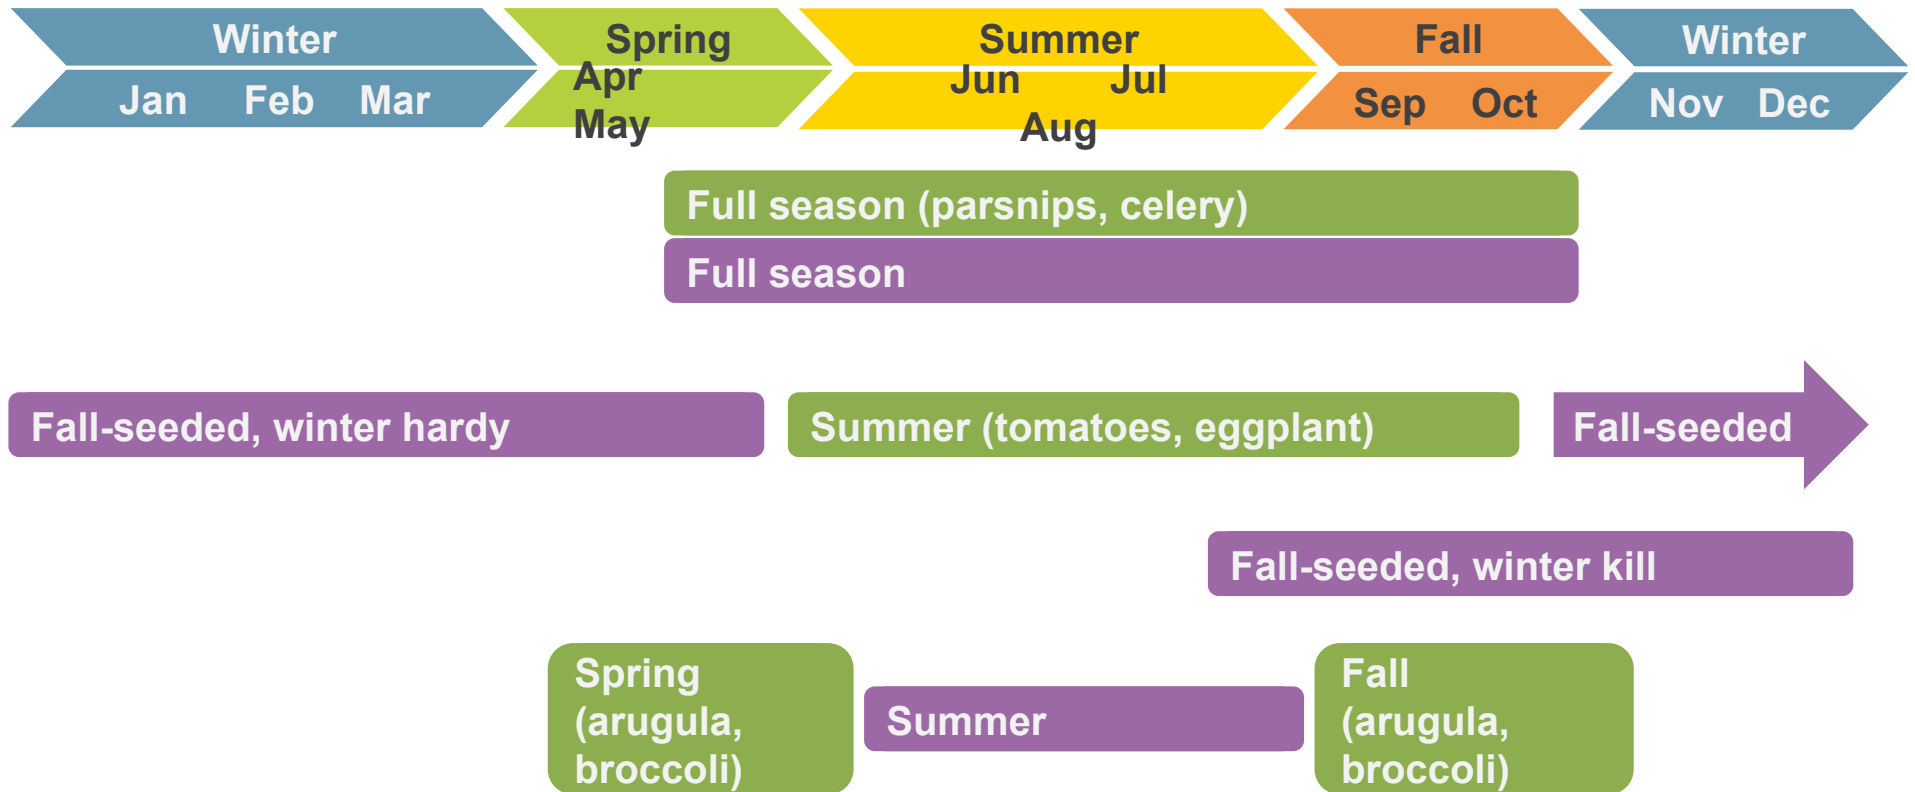 Winter
Spring
Summer
Fall
Winter
Jan Feb Mar
Apr
May
Jun Jul
Aug
Sep Oct
Nov Dec
Full season (parsnips, celery)
Full season
Fall-seeded, winter hardy
Summer (tomatoes, eggplant)
Fall-seeded
Fall-seeded, winter kill
Spring
(arugula,
broccoli)
Summer
Fall
(arugula,
broccoli)